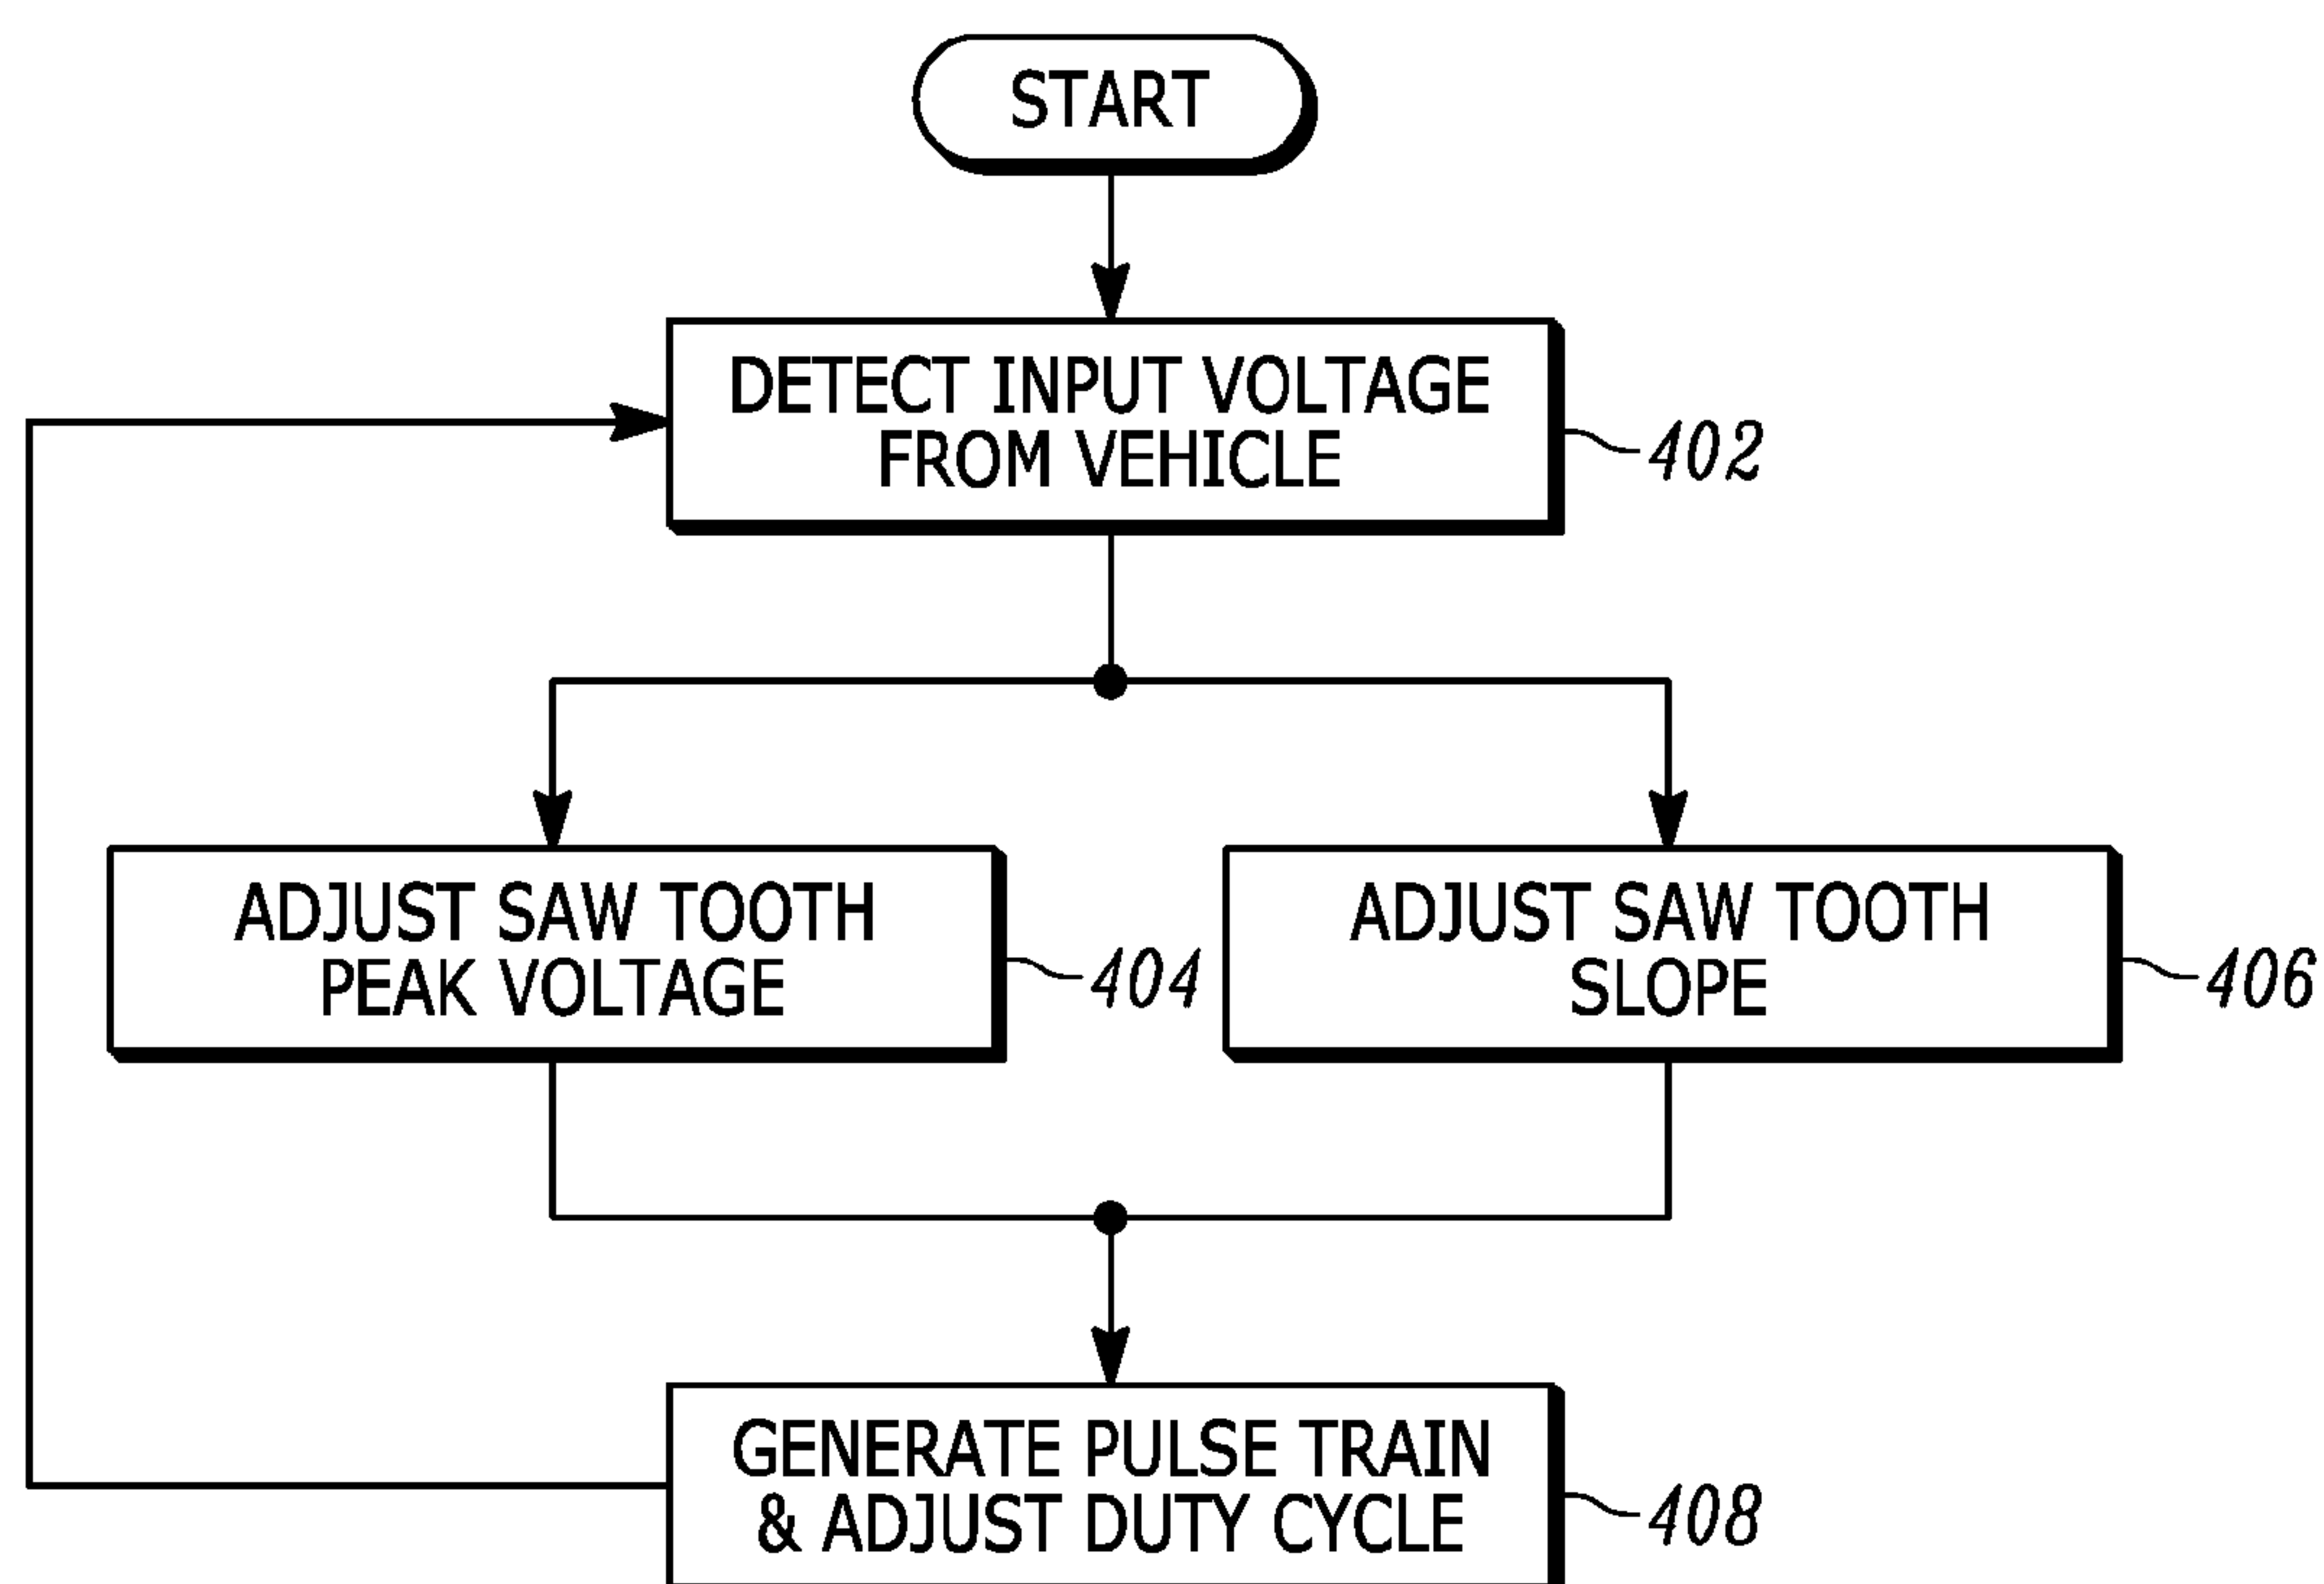 START
DETECT INPUT VOLTAGE
FROM VEHICLE
402
ADJUST SAW TOOTH
PEAK VOLTAGE
404
ADJUST SAW TOOTH
SLOPE
406
GENERATE PULSE TRAIN
& ADJUST DUTY CYCLE
408